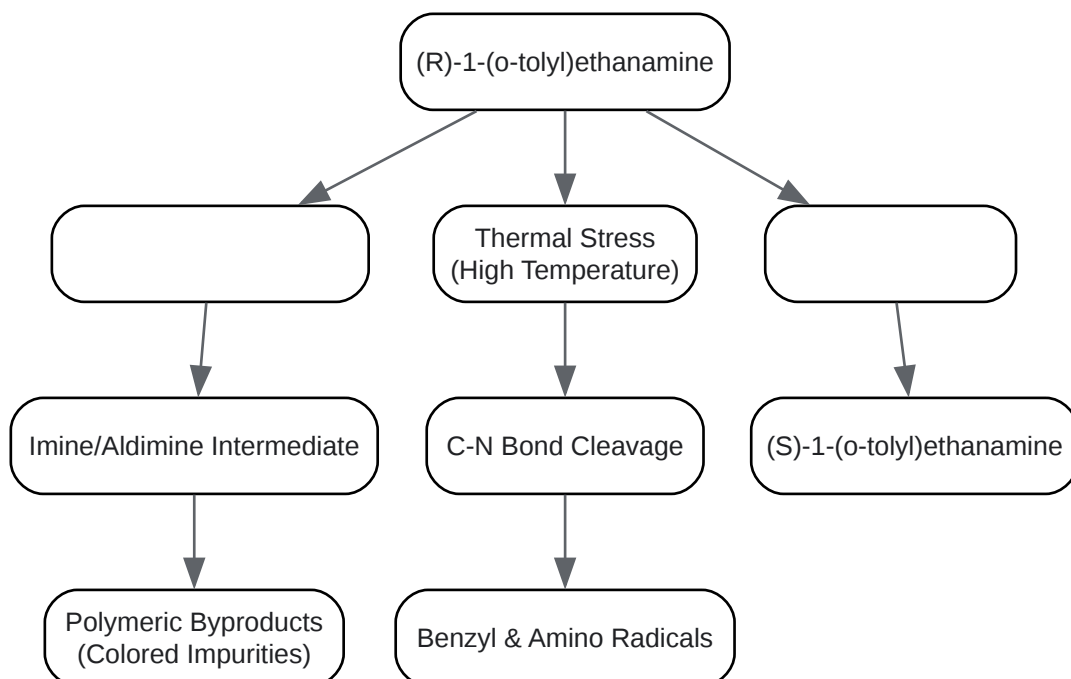 (R)-1-(o-tolyl)ethanamine
Thermal Stress
(High Temperature)
Imine/Aldimine Intermediate
C-N Bond Cleavage
(S)-1-(o-tolyl)ethanamine
Polymeric Byproducts
(Colored Impurities)
Benzyl & Amino Radicals